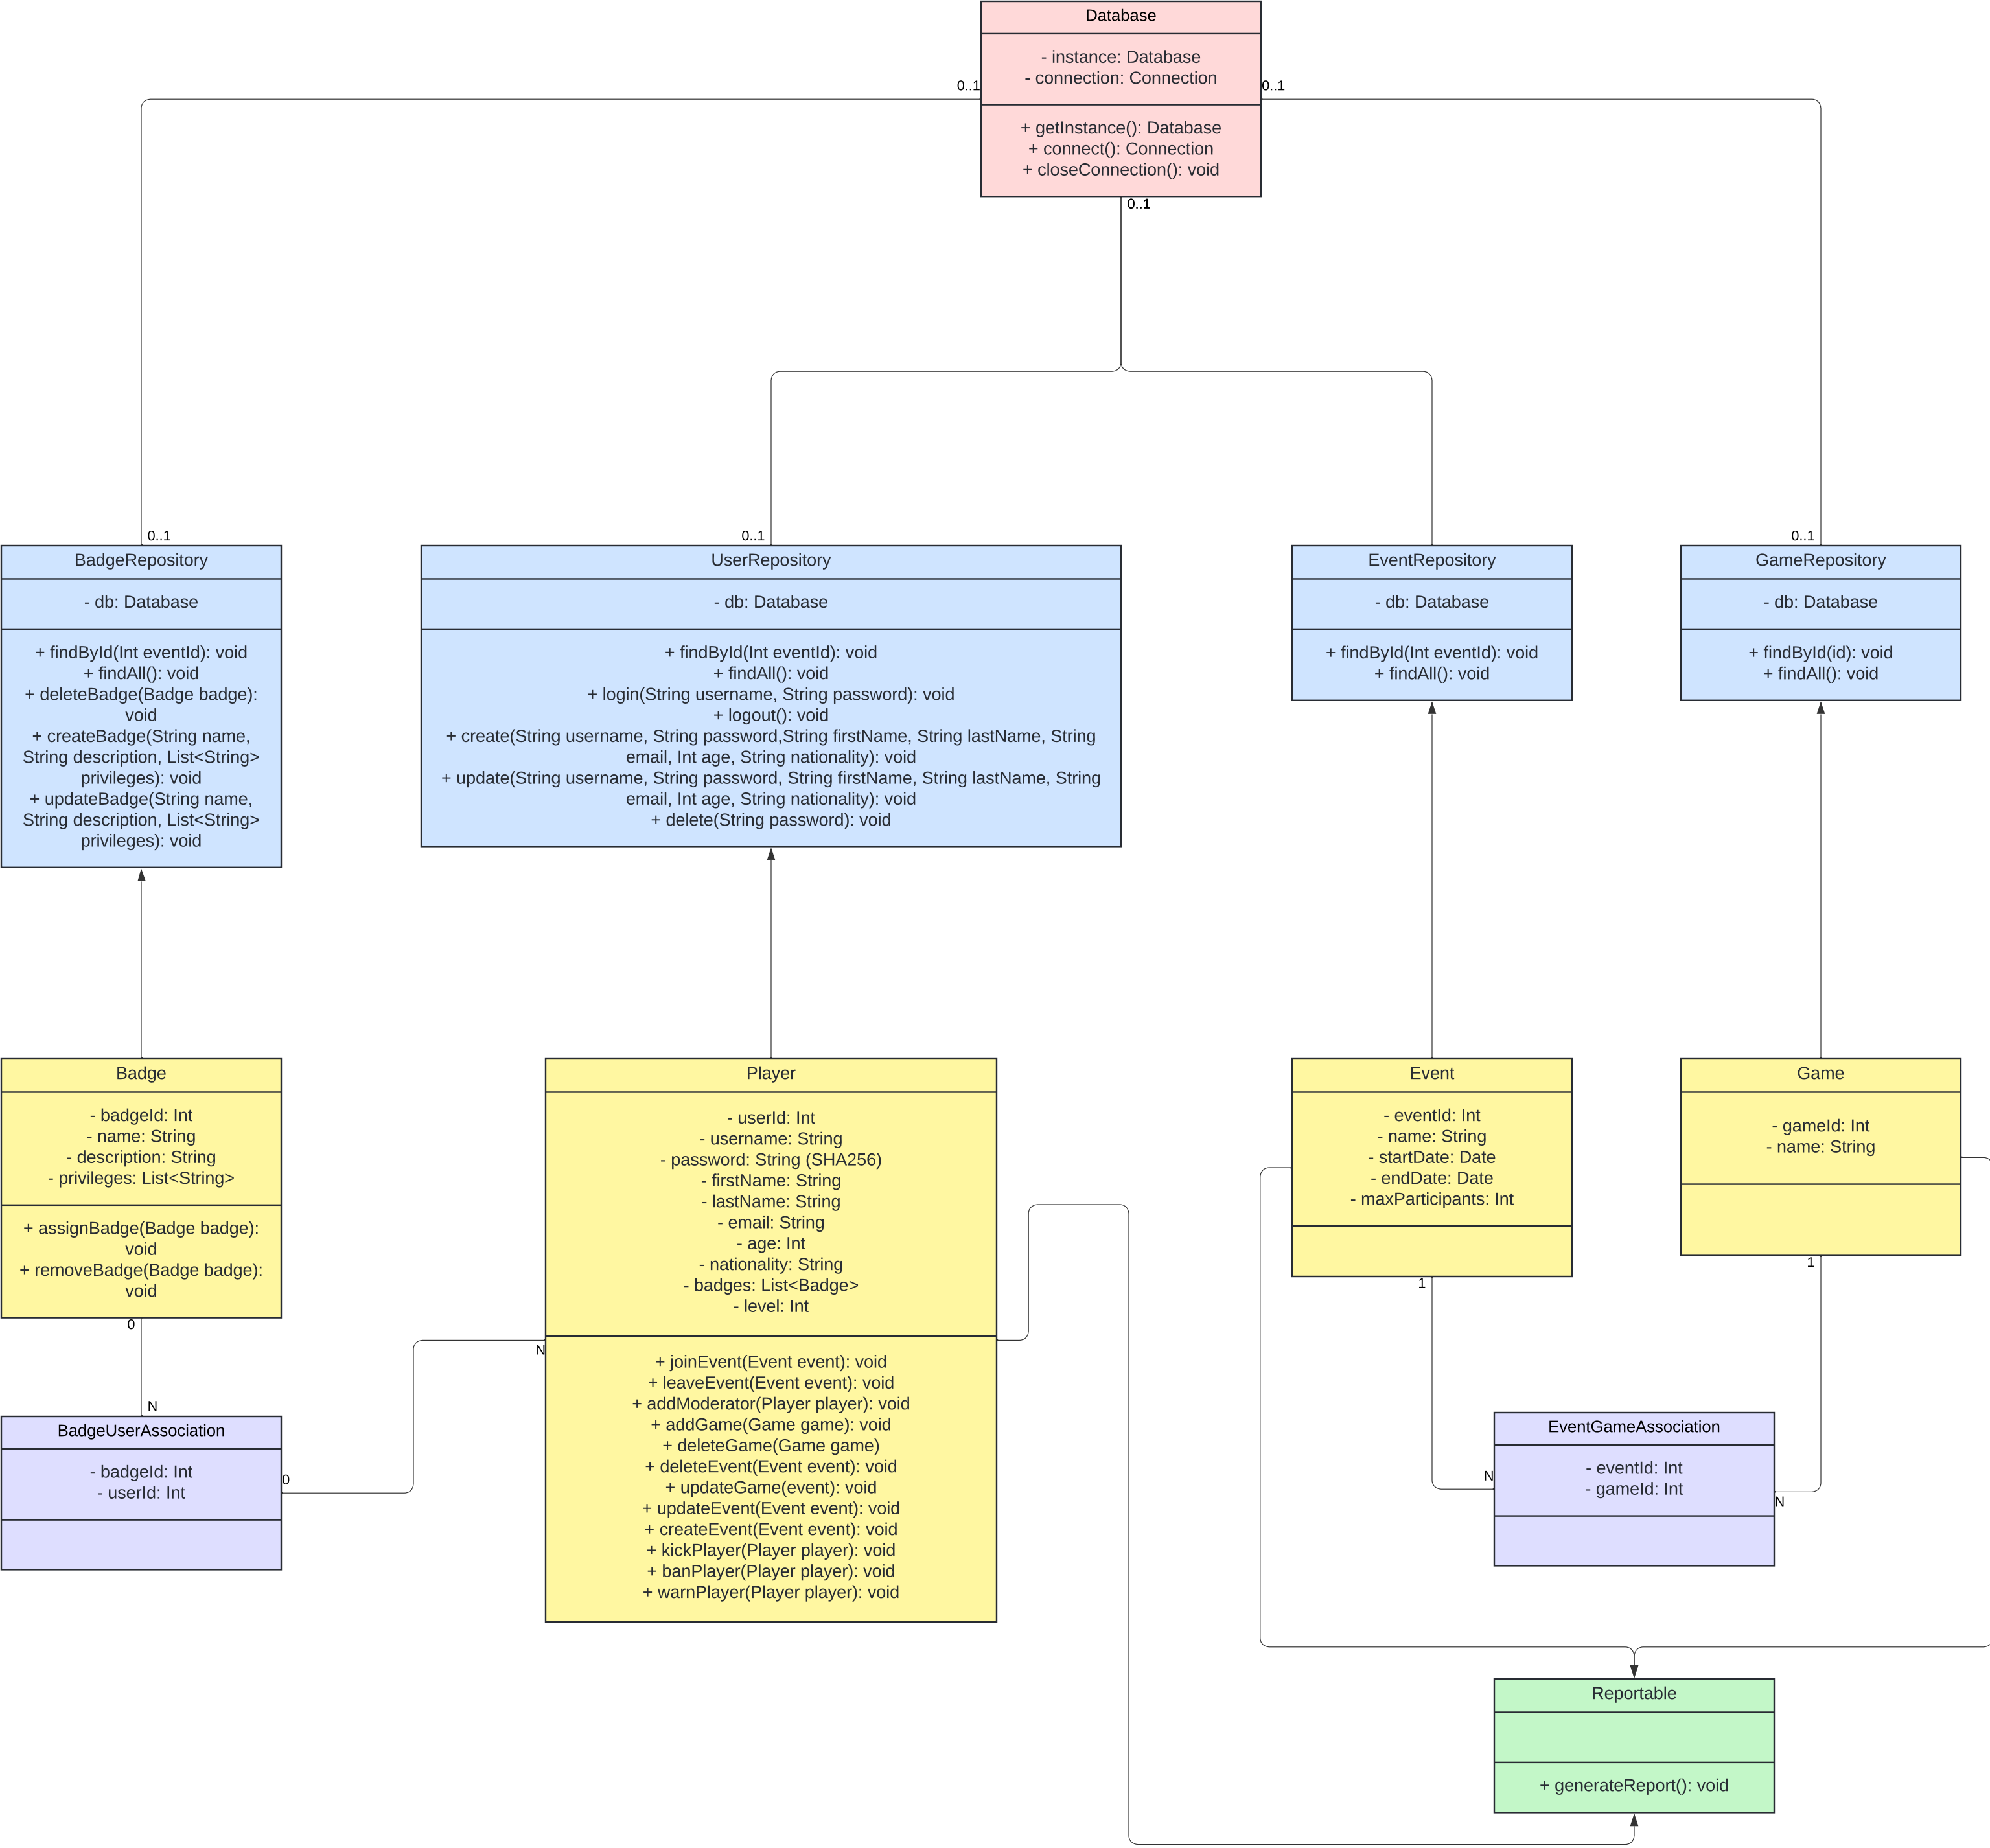 Database
- instance: Database
- connection: Connection
+ getInstance(): Database
+ connect(): Connection
+ closeConnection(): void
0..1
0..1
0..1
0..1
0..1
0..1
BadgeRepository
- db: Database
+ findById(Int eventId): void
+ findAll(): void
+ deleteBadge(Badge badge):
void
+ createBadge(String name,
String description, List<String>
privileges): void
+ updateBadge(String name,
String description, List<String>
privileges): void
UserRepository
- db: Database
+ findById(Int eventId): void
+ findAll(): void
+ login(String username, String password): void
+ logout(): void
+ create(String username, String password,String firstName, String lastName, String
email, Int age, String nationality): void
+ update(String username, String password, String firstName, String lastName, String
email, Int age, String nationality): void
+ delete(String password): void
EventRepository
- db: Database
+ findById(Int eventId): void
+ findAll(): void
GameRepository
- db: Database
+ findById(id): void
+ findAll(): void
Badge
- badgeId: Int
- name: String
- description: String
- privileges: List<String>
+ assignBadge(Badge badge):
void
+ removeBadge(Badge badge):
void
0
N
Player
- userId: Int
- username: String
- password: String (SHA256)
- firstName: String
- lastName: String
- email: String
- age: Int
- nationality: String
- badges: List<Badge>
- level: Int
+ joinEvent(Event event): void
+ leaveEvent(Event event): void
+ addModerator(Player player): void
+ addGame(Game game): void
+ deleteGame(Game game)
+ deleteEvent(Event event): void
+ updateGame(event): void
+ updateEvent(Event event): void
+ createEvent(Event event): void
+ kickPlayer(Player player): void
+ banPlayer(Player player): void
+ warnPlayer(Player player): void
N
Event
- eventId: Int
- name: String
- startDate: Date
- endDate: Date
- maxParticipants: Int
1
Game
- gameId: Int
- name: String
1
BadgeUserAssociation
- badgeId: Int
- userId: Int
0
EventGameAssociation
- eventId: Int
- gameId: Int
N
N
Reportable
+ generateReport(): void